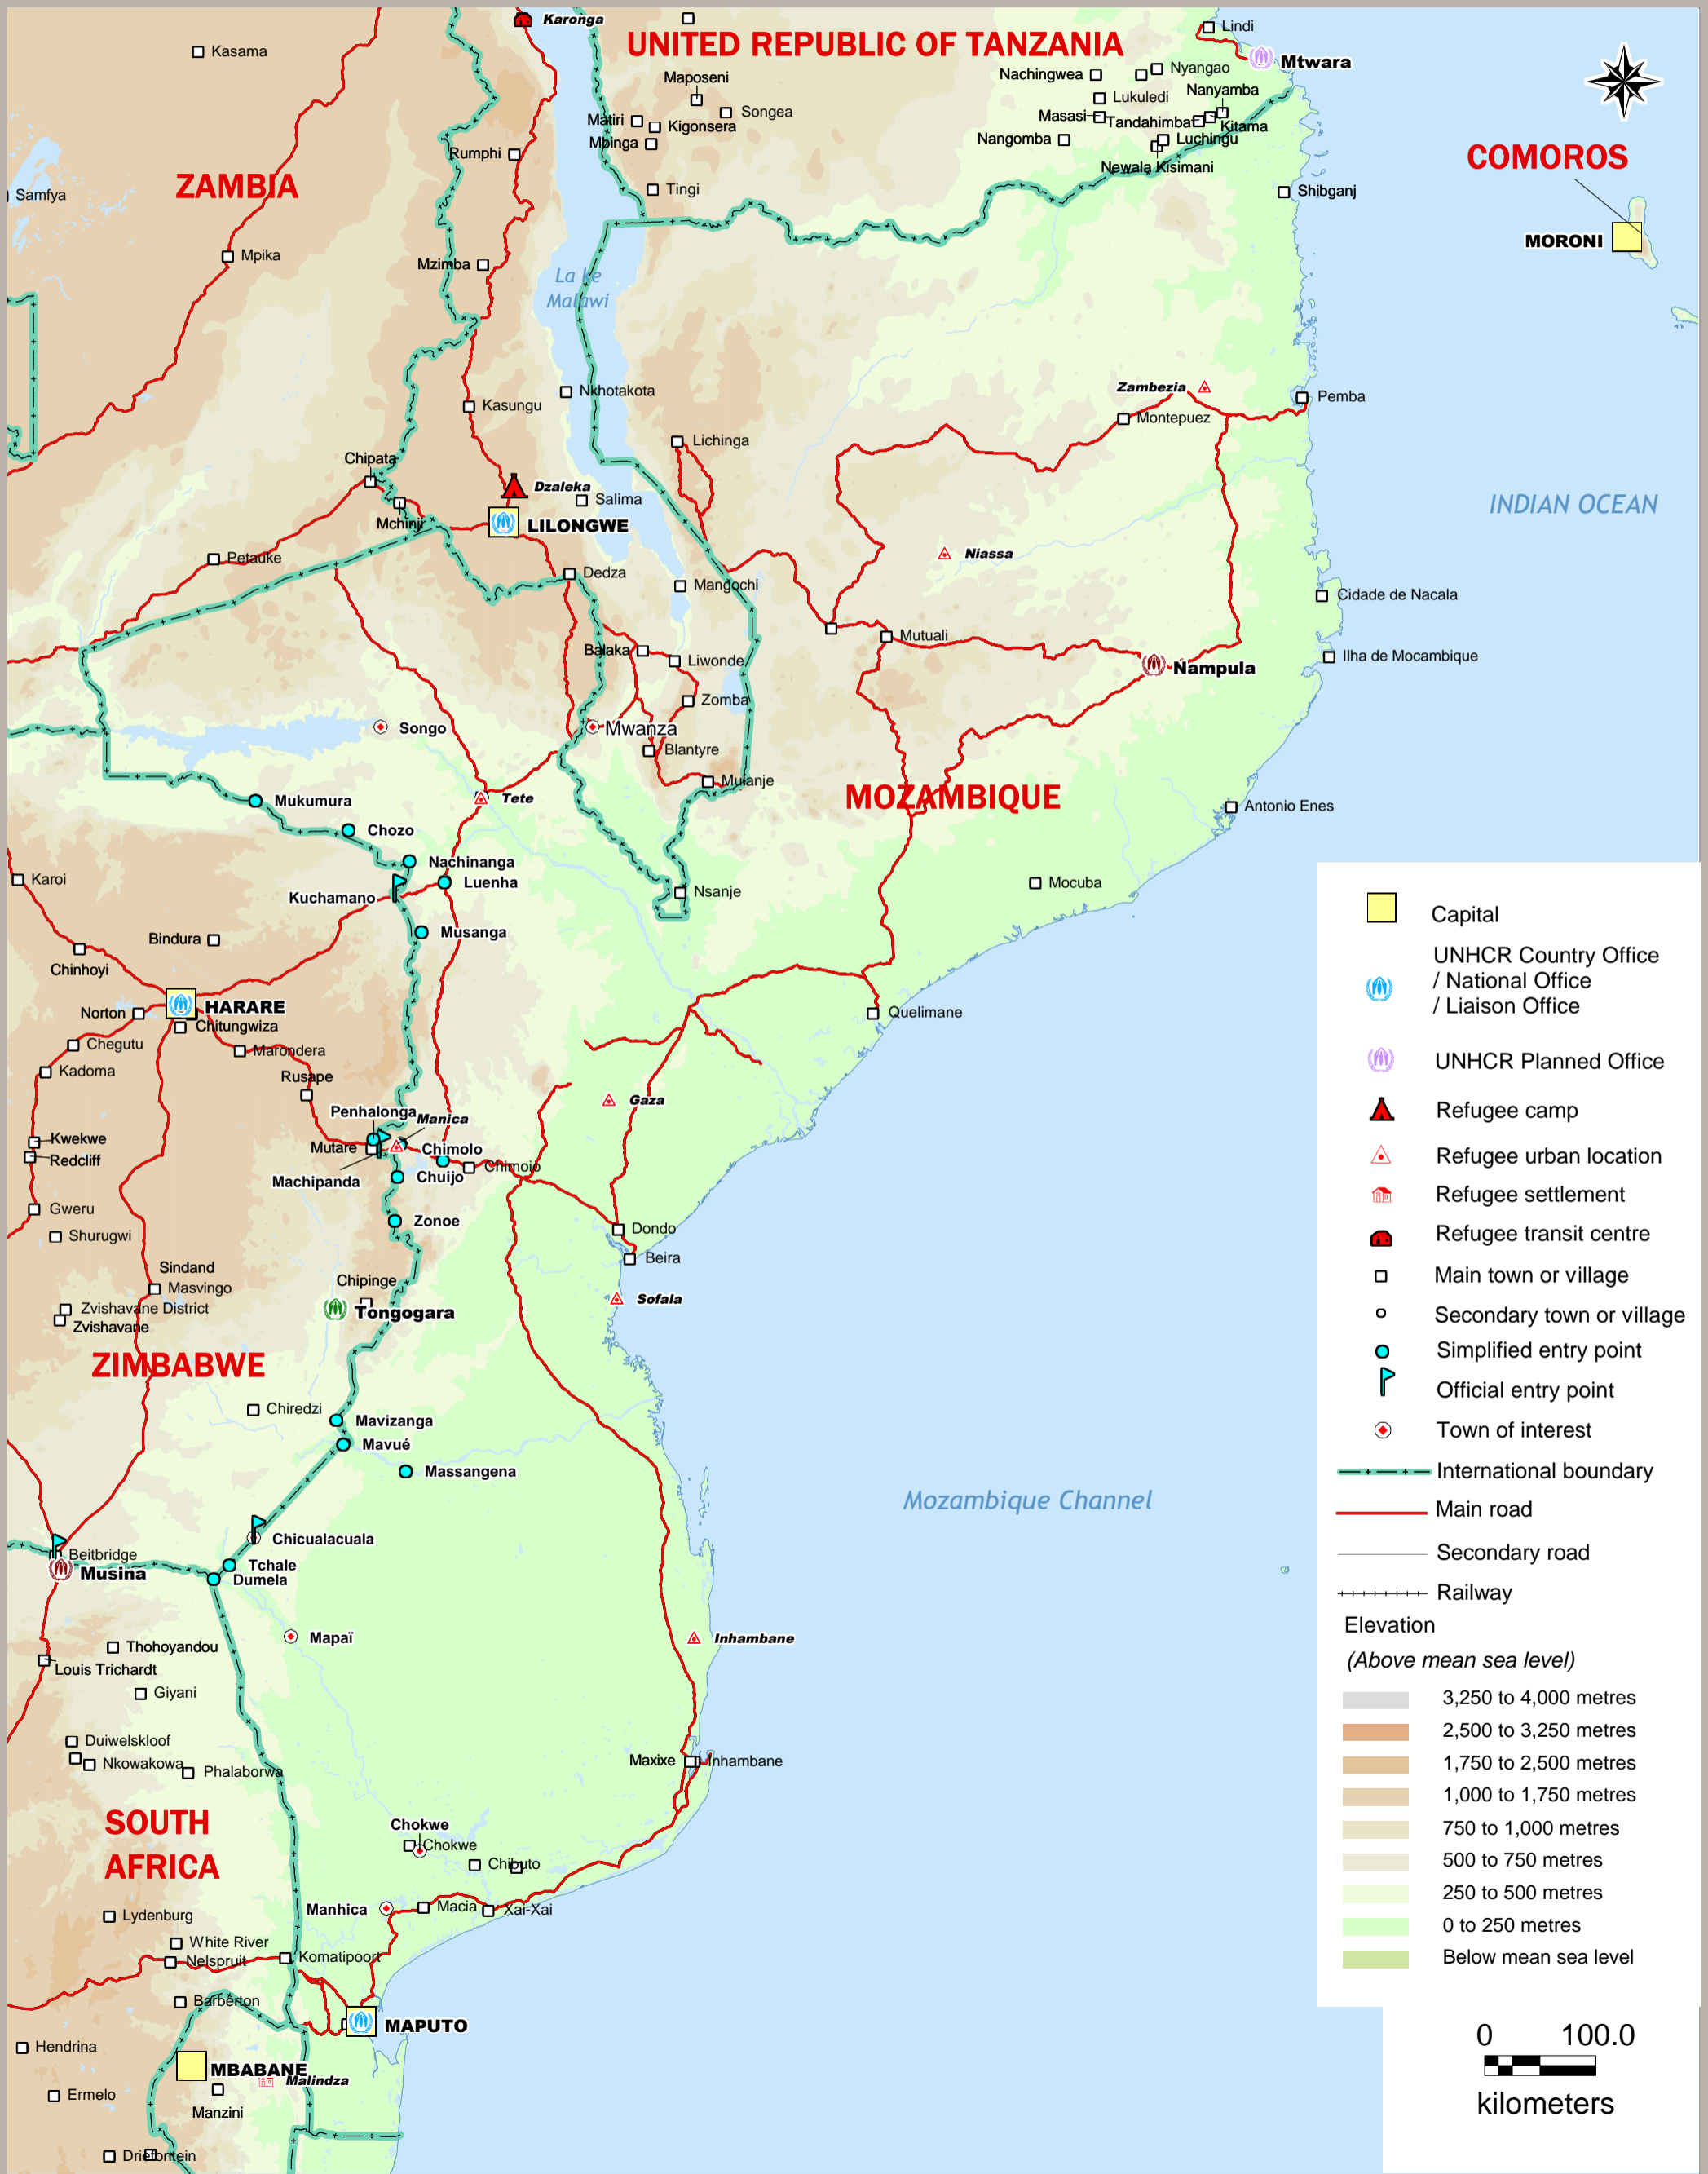 Karonga
Lindi
Kasama
UNITED REPUBLIC OF TANZANIA
Mtwara
Nachingwea
Nyangao
Maposeni
Nanyamba
Lukuledi
Songea
Masasi
Tandahimba
Matiri
Kigonsera
Kitama
Mbinga
Nangomba
Luchingu
Rumphi
COMOROS
Newala Kisimani
ZAMBIA
Tingi
Shibganj
Samfya
MORONI
Mpika
Mzimba
La ke
Malawi
Zambezia
Nkhotakota
Pemba
Kasungu
Montepuez
Lichinga
Chipata
Dzaleka
Salima
INDIAN OCEAN
Mchinji
LILONGWE
Niassa
Petauke
Dedza
Mangochi
Cidade de Nacala
Mutuali
Balaka
Liwonde
Ilha de Mocambique
Nampula
Zomba
Songo
Mwanza
Blantyre
Mulanje
Tete
MOZAMBIQUE
Mukumura
Antonio Enes
Chozo
Nachinanga
Karoi
Luenha
Mocuba
Kuchamano
Nsanje
Musanga
Bindura
Chinhoyi
HARARE
Norton
Quelimane
Chitungwiza
Chegutu
Marondera
Kadoma
Rusape
Gaza
Penhalonga
Manica
Kwekwe
Mutare
Chimolo
Redcliff
Chimoio
Machipanda
Chuijo
Gweru
Zonoe
Dondo
Shurugwi
Beira
Sindand
Chipinge
Masvingo
Sofala
Zvishavane District
Tongogara
Zvishavane
ZIMBABWE
Chiredzi
Mavizanga
Mavué
Massangena
Mozambique Channel
Chicualacuala
Beitbridge
Tchale
Musina
Dumela
Mapaï
Inhambane
Thohoyandou
Louis Trichardt
Giyani
Duiwelskloof
Maxixe
Inhambane
Nkowakowa
Phalaborwa
SOUTH
AFRICA
Chokwe
Chokwe
Chibuto
Manhica
Macia
Xai-Xai
Lydenburg
White River
Komatipoort
Nelspruit
Barberton
MAPUTO
Hendrina
MBABANE
Malindza
Ermelo
Manzini
Driefontein
Capital
UNHCR Country Office
/ National Office
/ Liaison Office
UNHCR Planned Office
Refugee camp
Refugee urban location
Refugee settlement
Refugee transit centre
Main town or village
Secondary town or village
Simplified entry point
Official entry point
Town of interest
International boundary
Main road
Secondary road
Railway
Elevation
(Above mean sea level)
3,250 to 4,000 metres
2,500 to 3,250 metres
1,750 to 2,500 metres
1,000 to 1,750 metres
750 to 1,000 metres
500 to 750 metres
250 to 500 metres
0 to 250 metres
Below mean sea level
0 100.0
kilometers